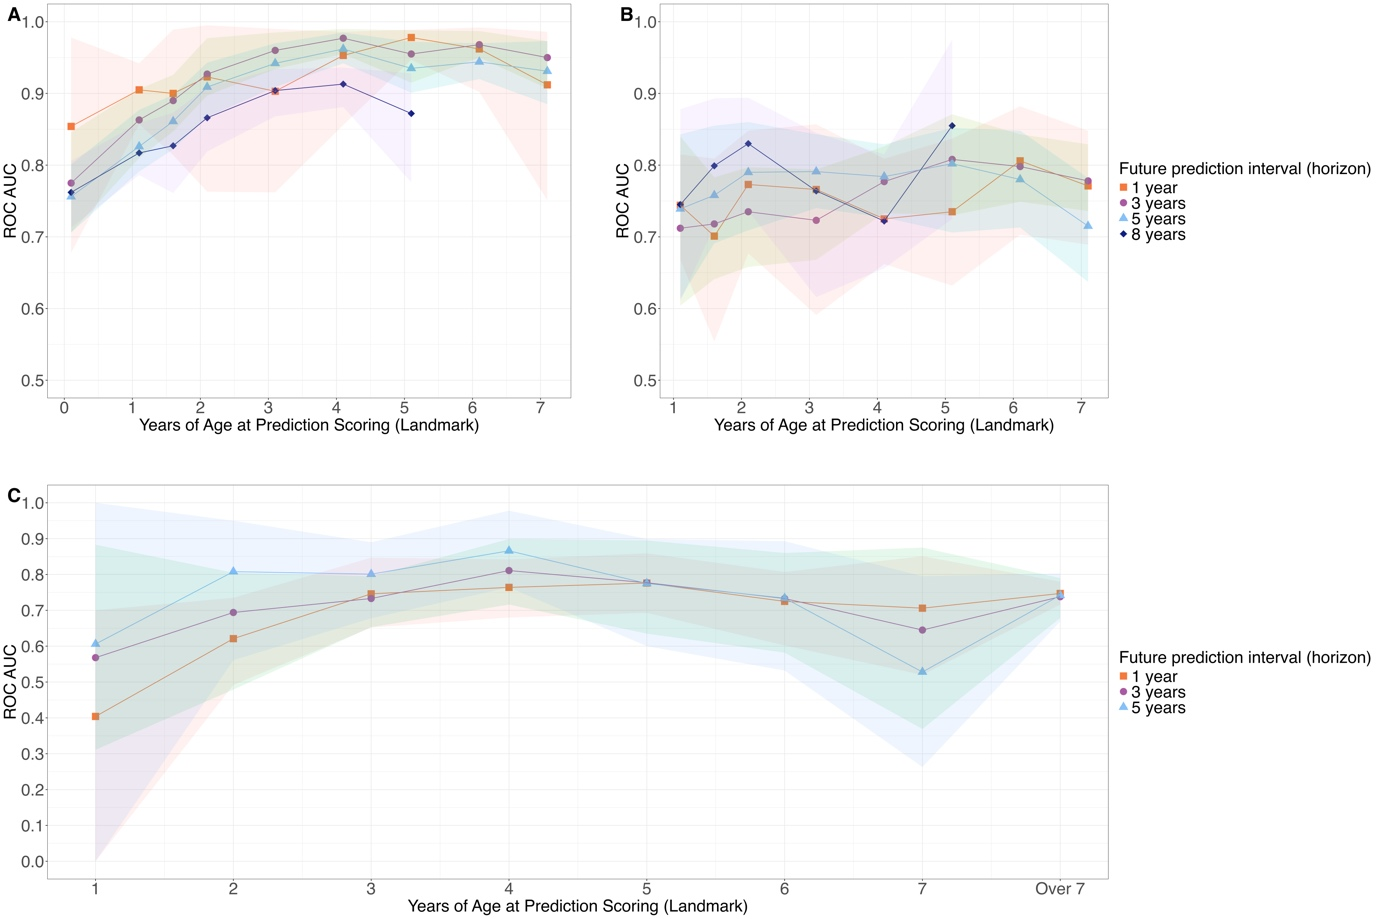 A
1.0
0.9
0.8
0.7
0.6
0.5
ROC AUC
0 1 2 3 4 5 6 7
Years of Age at Prediction Scoring (Landmark)
B
1.0
0.9
0.8
0.7
0.6
0.5
ROC AUC
1 2 3 4 5 6 7
Years of Age at Prediction Scoring (Landmark)
Future prediction interval (horizon)
1 year
3 years
5 years
8 years
C
1.0
0.9
0.8
0.7
0.6
0.5
0.4
0.3
0.2
0.1
0.0
ROC AUC
1 2 3 4 5 6 7 Over 7
Years of Age at Prediction Scoring (Landmark)
Future prediction interval (horizon)
1 year
3 years
5 years